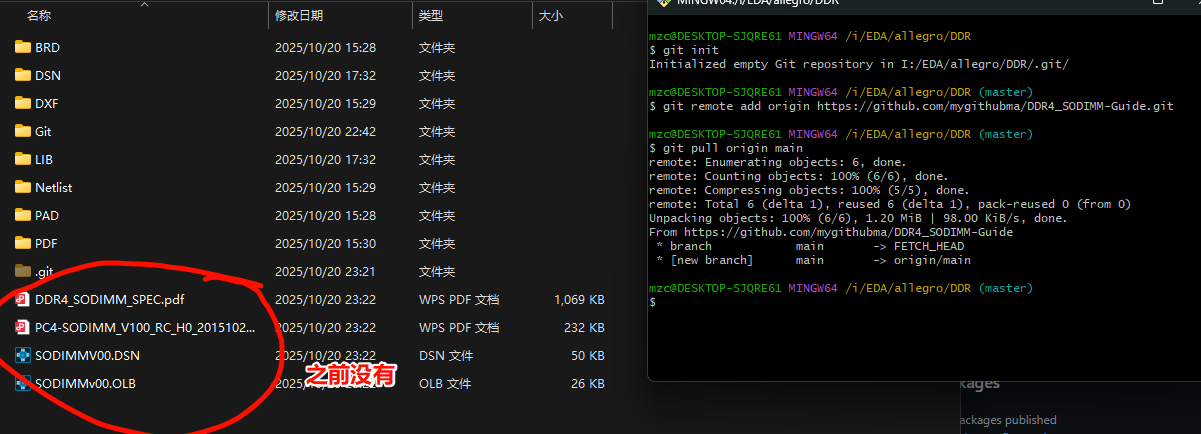 名称
修改日期
类型
大小
BRD 2025/10/20 15:28 文件夹
DSN 2025/10/20 17:32 文件夹
DXF 2025/10/20 15:29 文件夹
Git 2025/10/20 22:42 文件夹
LIB 2025/10/20 17:32 文件夹
Netlist 2025/10/20 15:29 文件夹
PAD 2025/10/20 15:28 文件夹
PDF 2025/10/20 15:30 文件夹
.git 2025/10/20 23:21 文件夹
DDR4_SODIMM_SPEC.pdf 2025/10/20 23:22 WPS PDF 文档 1,069 KB
PC4-SODIMM_V100_RC_H0_2015102... 2025/10/20 23:22 WPS PDF 文档 232 KB
SODIMMV00.DSN 2025/10/20 23:22 DSN 文件 50 KB
SODIMMv00.OLB 2025/10/20 23:22 OLB 文件 26 KB
之前没有
MINGW64:/i/EDA/allegro/DDR
mzc@DESKTOP-SJQRE61 MINGW64 /i/EDA/allegro/DDR
$ git init
Initialized empty Git repository in I:/EDA/allegro/DDR/.git/
mzc@DESKTOP-SJQRE61 MINGW64 /i/EDA/allegro/DDR (master)
$ git remote add origin https://github.com/mygithubma/DDR4_SODIMM-Guide.git
mzc@DESKTOP-SJQRE61 MINGW64 /i/EDA/allegro/DDR (master)
$ git pull origin main
remote: Enumerating objects: 6, done.
remote: Counting objects: 100% (6/6), done.
remote: Compressing objects: 100% (5/5), done.
remote: Total 6 (delta 1), reused 6 (delta 1), pack-reused 0 (from 0)
Unpacking objects: 100% (6/6), 1.20 MiB | 98.00 KiB/s, done.
From https://github.com/mygithubma/DDR4_SODIMM-Guide
* branch main -> FETCH_HEAD
* [new branch] main -> origin/main
mzc@DESKTOP-SJQRE61 MINGW64 /i/EDA/allegro/DDR (master)
$
kages
ackages published